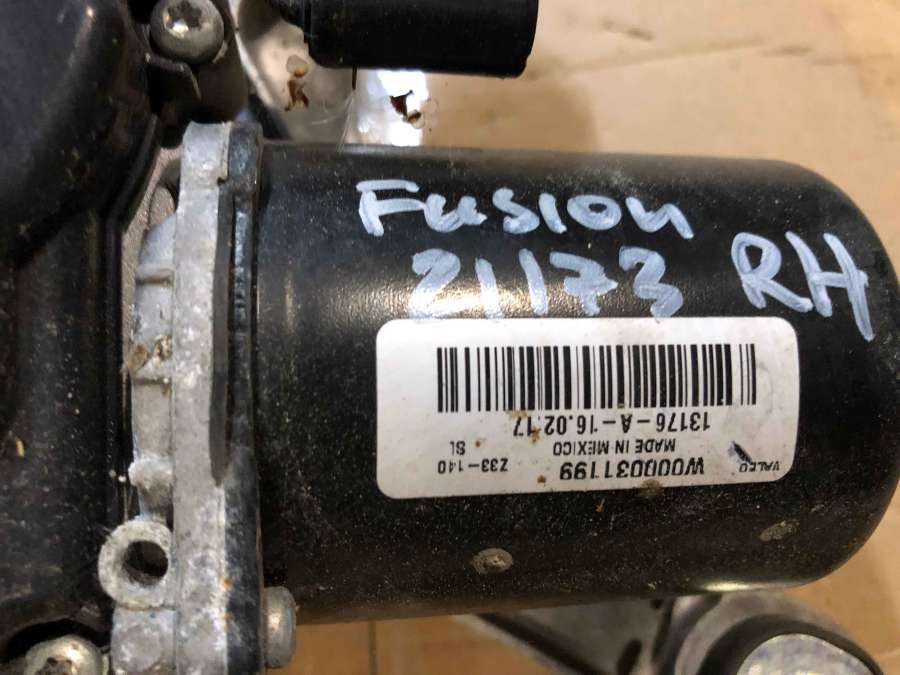 Fusion
21173 RH
VALEO
W000031199
Z33-140
MADE IN MEXICO
SL
13176-A-16.02.17